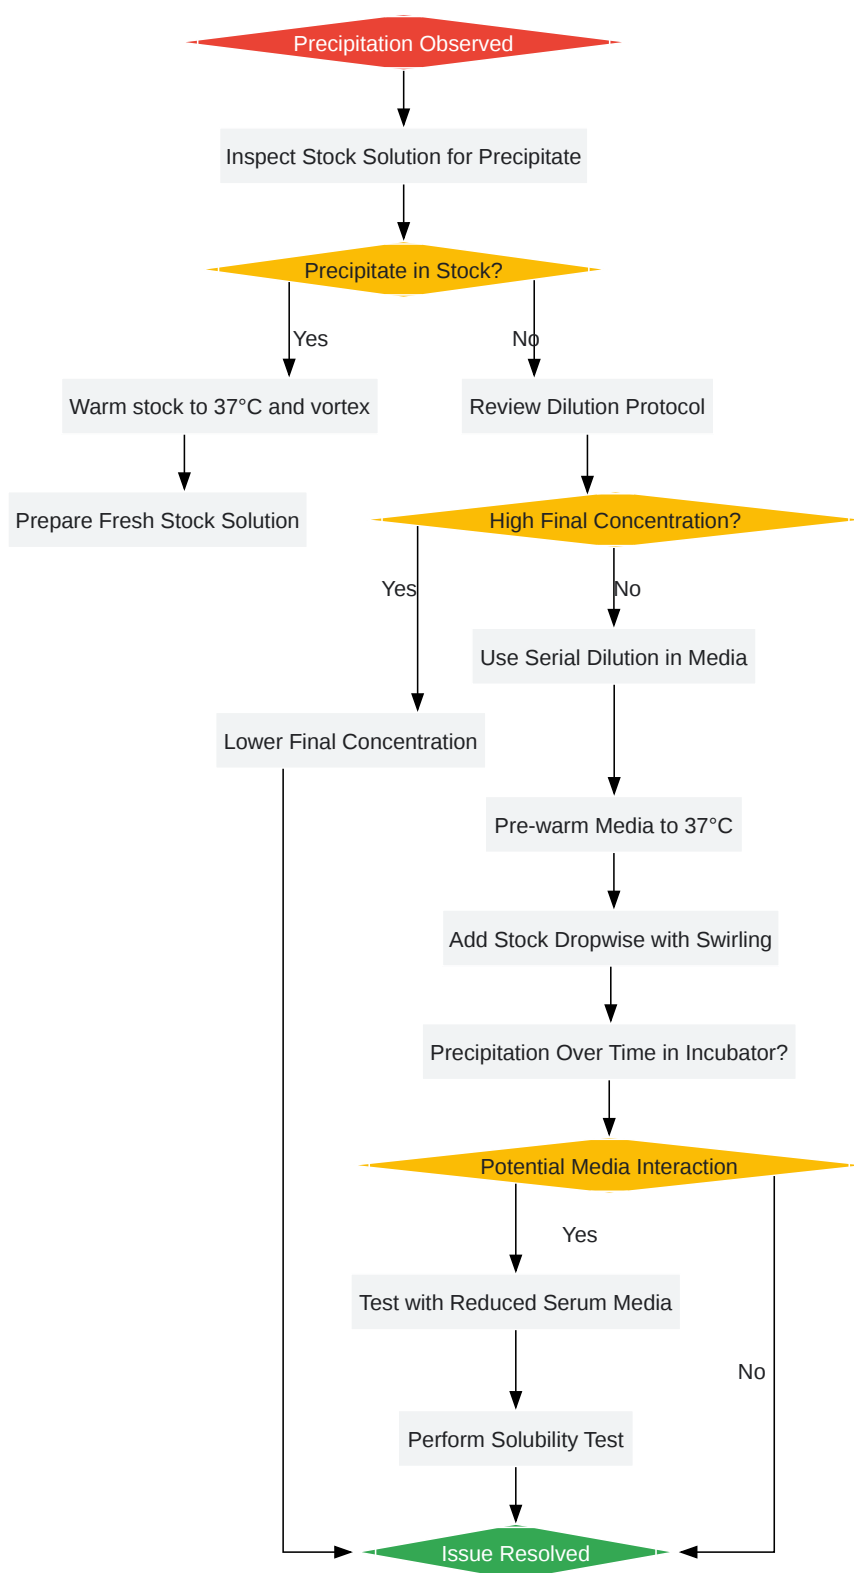 Precipitation Observed
Inspect Stock Solution for Precipitate
Precipitate in Stock?
Yes
No
Warm stock to 37°C and vortex
Review Dilution Protocol
Prepare Fresh Stock Solution
High Final Concentration?
Yes
No
Use Serial Dilution in Media
Lower Final Concentration
Pre-warm Media to 37°C
Add Stock Dropwise with Swirling
Precipitation Over Time in Incubator?
Potential Media Interaction
Yes
Test with Reduced Serum Media
No
Perform Solubility Test
Issue Resolved